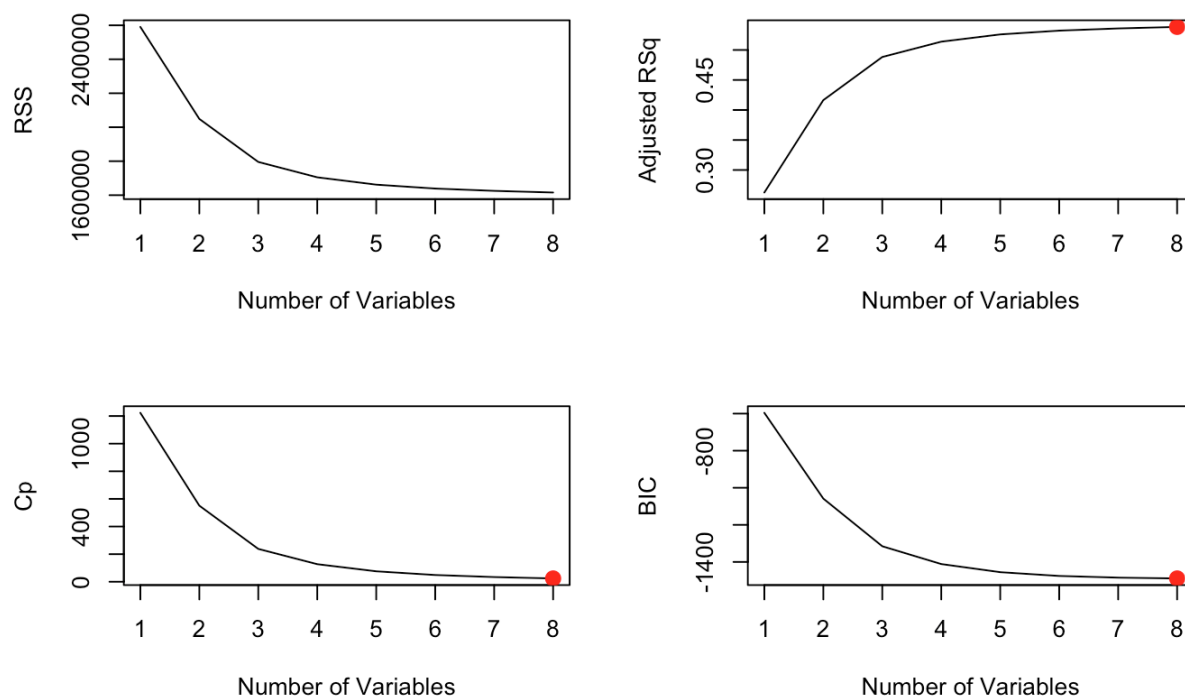 RSS
1600000 2400000
1 2 3 4 5 6 7 8
Number of Variables
Adjusted RSq
0.30 0.45
1 2 3 4 5 6 7 8
Number of Variables
Cp
0 400 1000
1 2 3 4 5 6 7 8
Number of Variables
BIC
-1400 -800
1 2 3 4 5 6 7 8
Number of Variables